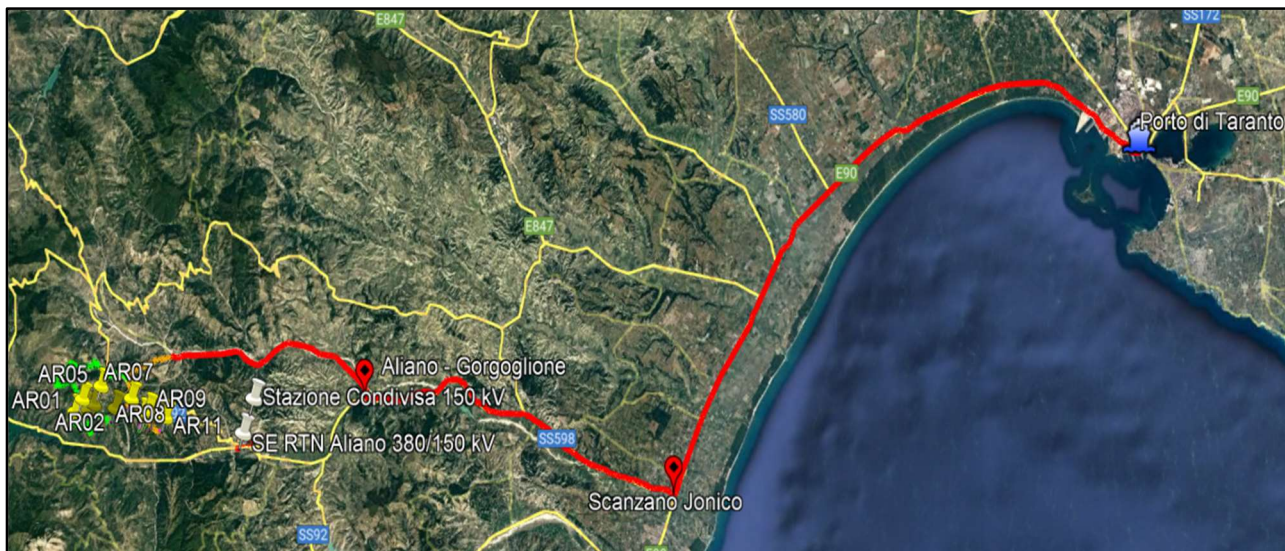 E847
SS172
E90
SS580
Porto di Taranto
E90
E847
Aliano - Gorgoglione
AR05
AR07
AR01
AR09
Stazione Condivisa 150 kV
AR02
AR08
AR11
SE RTN Aliano 380/150 kV
SS598
Scanzano Jonico
SS92